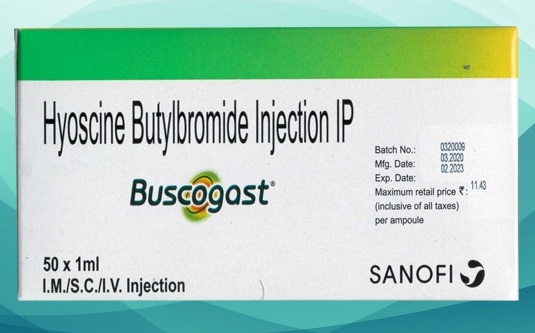 Hyoscine Butylbromide Injection IP
Buscogast®
Batch No.: 0320009
Mfg. Date: 03.2020
Exp. Date: 02.2023
Maximum retail price ₹: 11.43
(inclusive of all taxes)
per ampoule
50 x 1ml
I.M./S.C./I.V. Injection
SANOFI